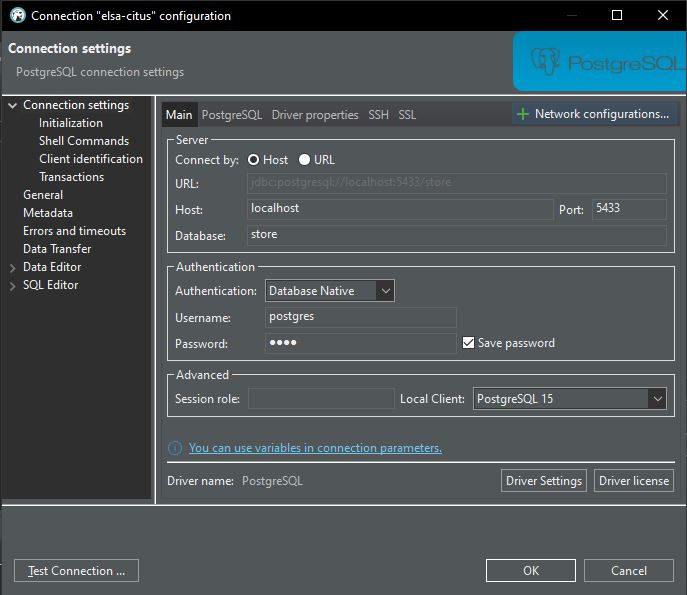 Connection "elsa-citus" configuration
Connection settings
PostgreSQL connection settings
PostgreSQL
Connection settings
Initialization
Shell Commands
Client identification
Transactions
General
Metadata
Errors and timeouts
Data Transfer
Data Editor
SQL Editor
Main PostgreSQL Driver properties SSH SSL
Network configurations...
Server
Connect by: Host URL
URL: jdbc:postgresql://localhost:5433/store
Host: localhost Port: 5433
Database: store
Authentication
Authentication: Database Native
Username: postgres
Password: •••• Save password
Advanced
Session role: Local Client: PostgreSQL 15
You can use variables in connection parameters.
Driver name: PostgreSQL Driver Settings Driver license
Test Connection ... OK Cancel